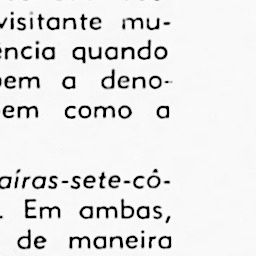 visitante mu-
ência quando
bem a deno-
em como a
aíras-sete-cô-
. Em ambas,
de maneira